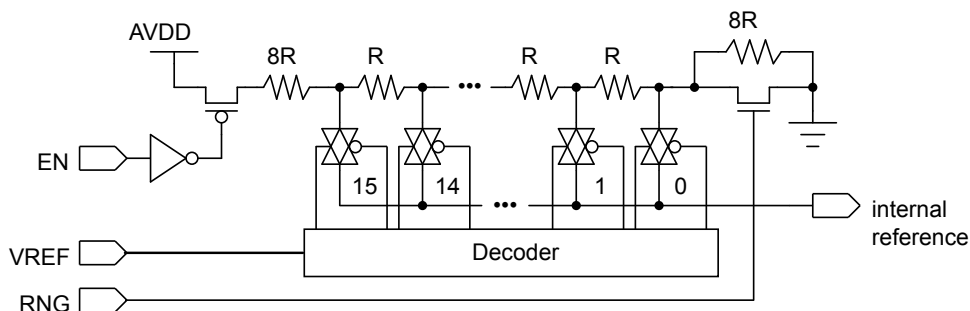 8R
AVDD
8R R ... R R
EN
15 14 1 0
...
internal
reference
VREF
Decoder
RNG